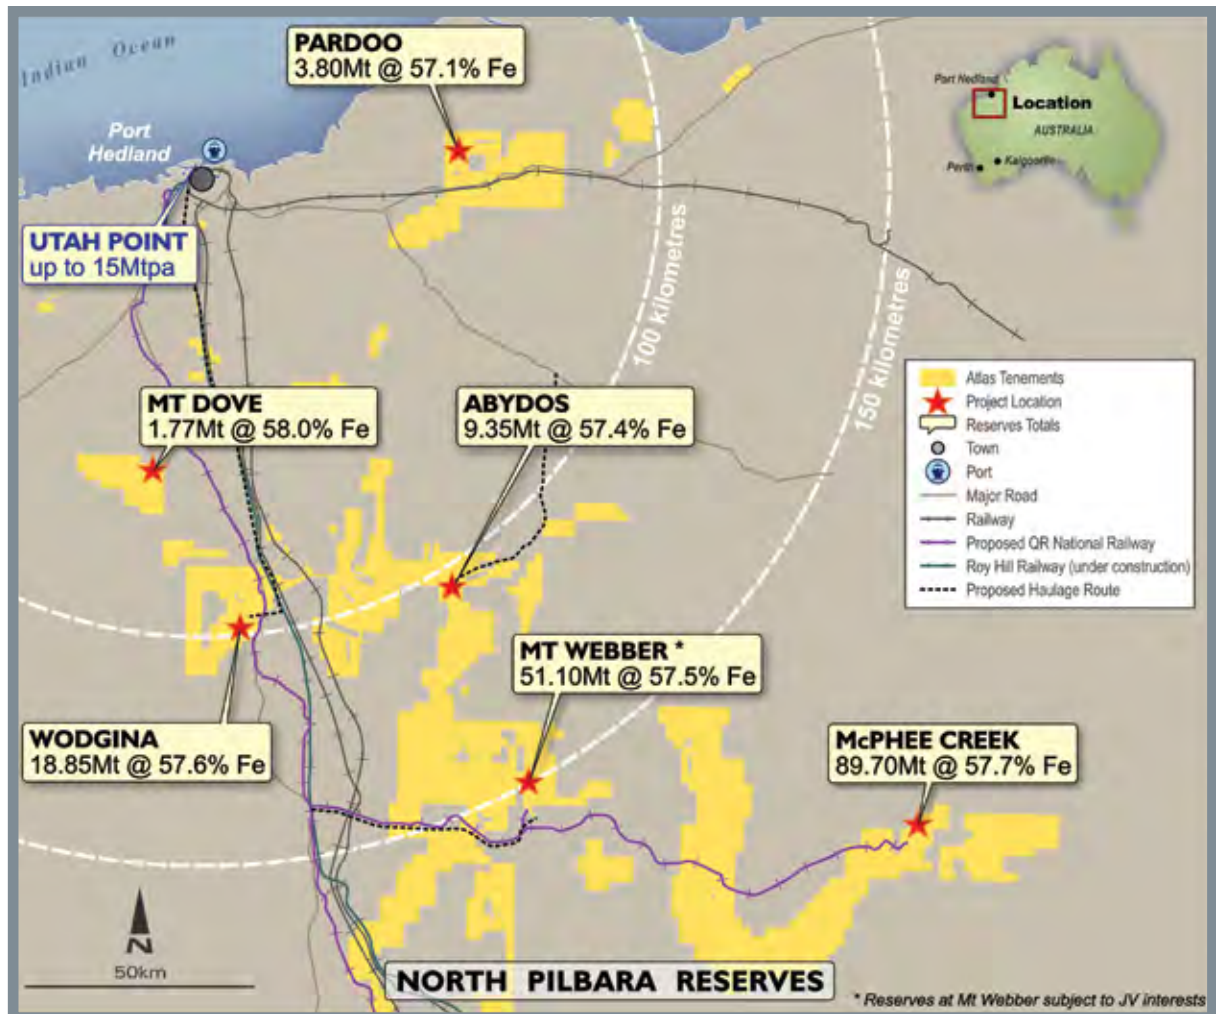 Indian Ocean
PARDOO
3.80Mt @ 57.1% Fe
Port Nedland
Location
AUSTRALIA
Perth
Kalgoorlie
Port
Hedland
UTAH POINT
up to 15Mtpa
100 kilometres
150 kilometres
MT DOVE
1.77Mt @ 58.0% Fe
ABYDOS
9.35Mt @ 57.4% Fe
Atlas Tenements
Project Location
Reserves Totals
Town
Port
Major Road
Railway
Proposed QR National Railway
Roy Hill Railway (under construction)
Proposed Haulage Route
MT WEBBER *
51.10Mt @ 57.5% Fe
WODGINA
18.85Mt @ 57.6% Fe
McPHEE CREEK
89.70Mt @ 57.7% Fe
N
50km
NORTH PILBARA RESERVES
* Reserves at Mt Webber subject to JV interests